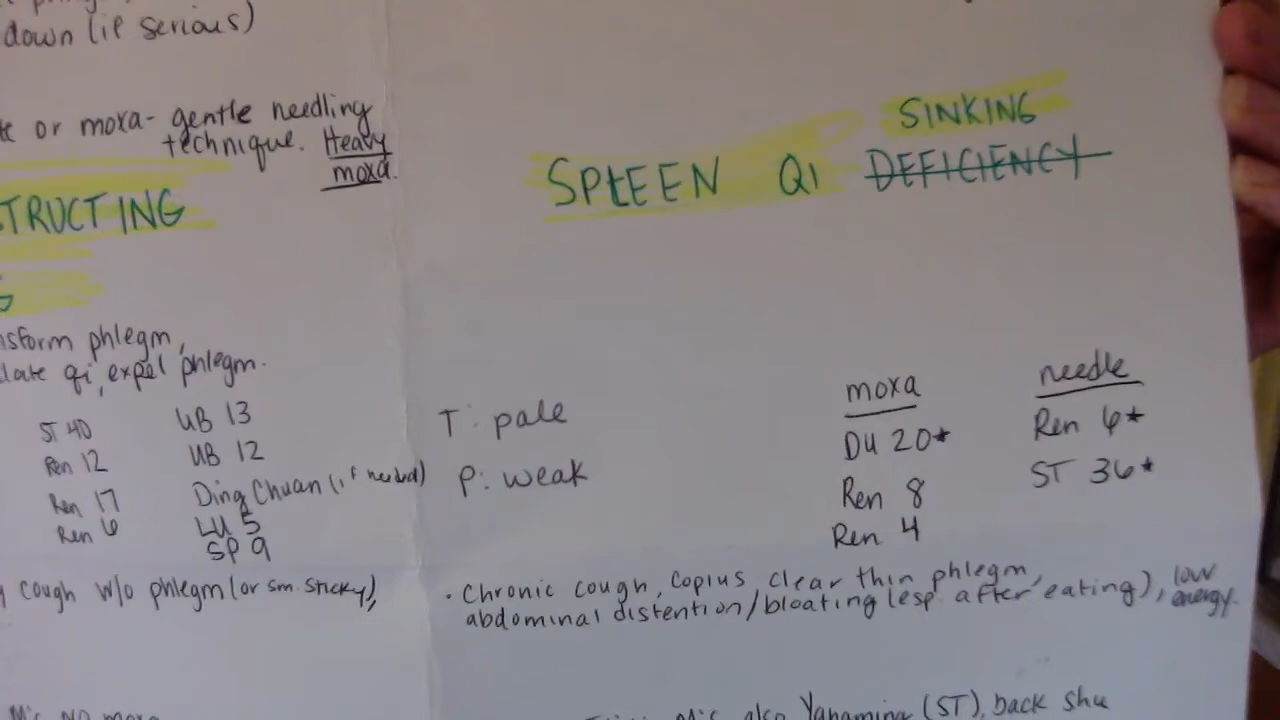 down (if serious)
or moxa- gentle needling
technique. Heavy
moxa.
TRUCTING
nsform phlegm,
late qi, expel phlegm.
ST 40 UB 13
Ren 12 UB 12
Ren 17 Ding Chuan (if needed)
Ren 6 LU 5
SP 9
cough w/o phlegm (or sm. sticky),
SINKING
SPLEEN QI DEFICIENCY
T: pale
P: weak
moxa
DU 20*
Ren 8
Ren 4
needle
Ren 6*
ST 36*
· Chronic cough, copius clear thin phlegm,
abdominal distention/bloating (esp. after eating), low
energy.
also Yangming (ST), back shu